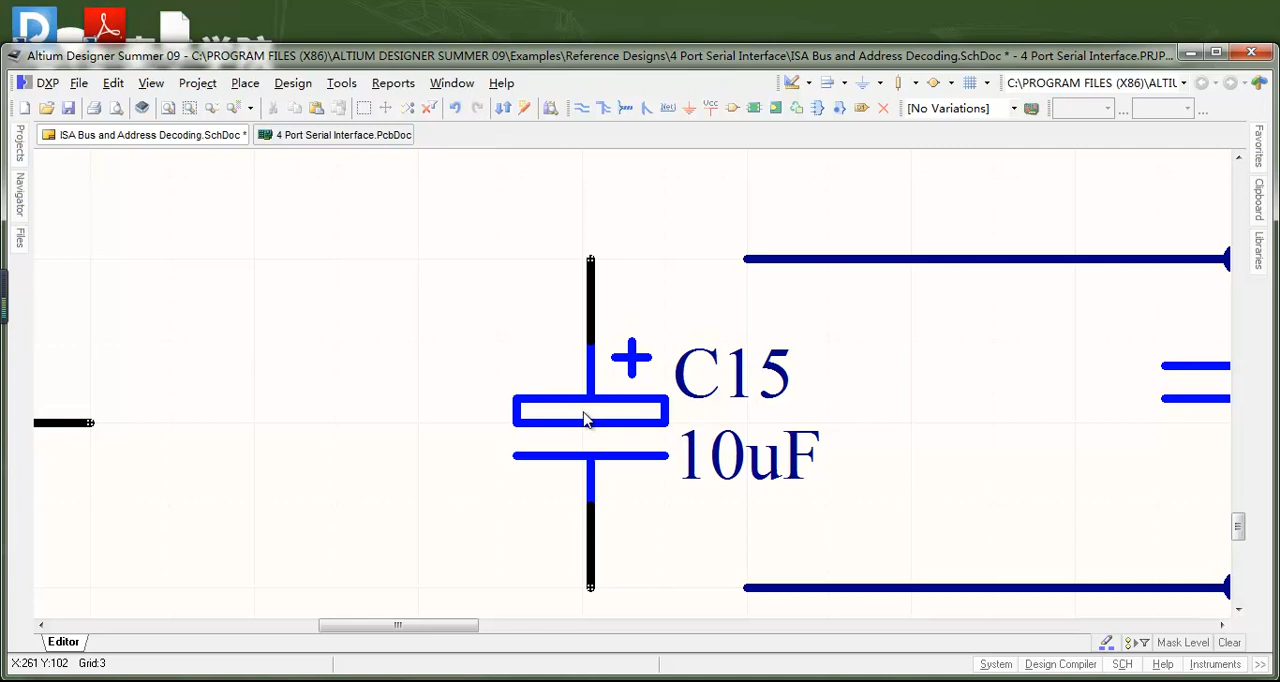 Altium Designer Summer 09 - C:\PROGRAM FILES (X86)\ALTIUM DESIGNER SUMMER 09\Examples\Reference Designs\4 Port Serial Interface\ISA Bus and Address Decoding.SchDoc * - 4 Port Serial Interface.PRJP...
DXP File Edit View Project Place Design Tools Reports Window Help C:\PROGRAM FILES (X86)\ALTIU
[No Variations] ... ...
ISA Bus and Address Decoding.SchDoc * 4 Port Serial Interface.PcbDoc
Projects
Navigator
Files
Favorites
Clipboard
Libraries
C15
10uF
Editor Mask Level Clear
X:261 Y:102 Grid:3 System Design Compiler SCH Help Instruments >>